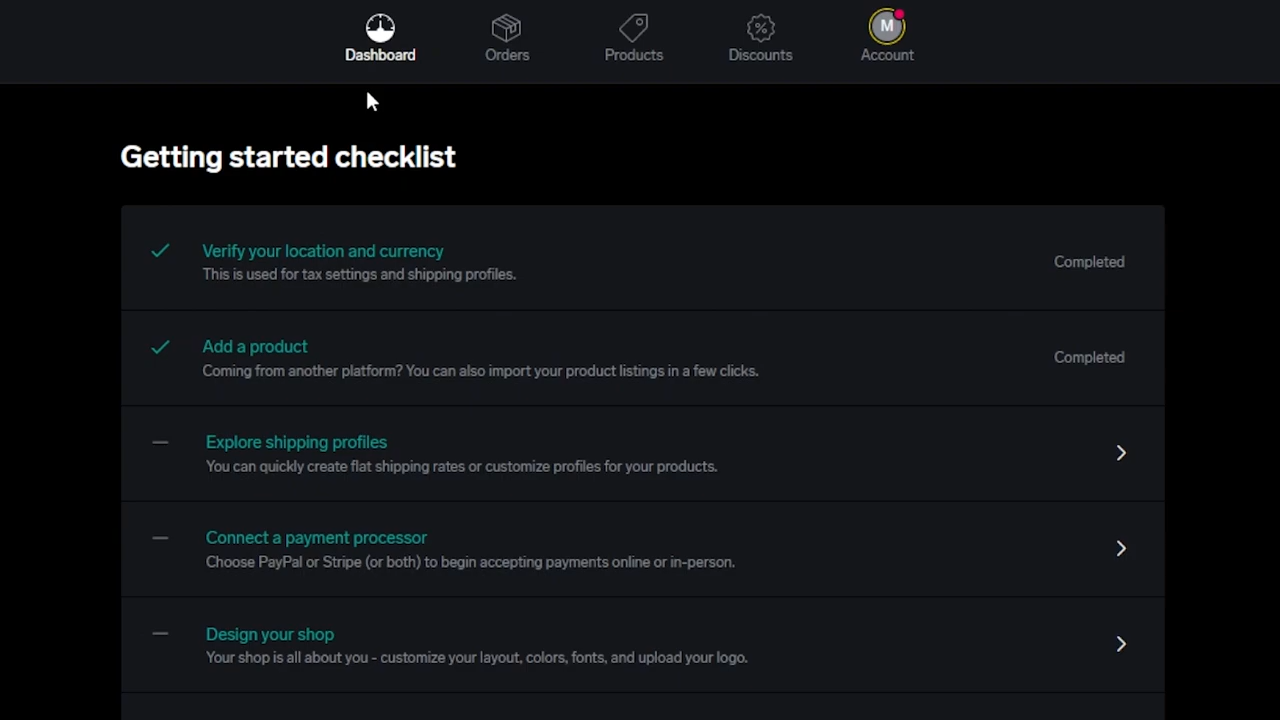 Dashboard
Orders
Products
Discounts
M
Account
Getting started checklist
Verify your location and currency
This is used for tax settings and shipping profiles.
Completed
Add a product
Coming from another platform? You can also import your product listings in a few clicks.
Completed
Explore shipping profiles
You can quickly create flat shipping rates or customize profiles for your products.
Connect a payment processor
Choose PayPal or Stripe (or both) to begin accepting payments online or in-person.
Design your shop
Your shop is all about you - customize your layout, colors, fonts, and upload your logo.